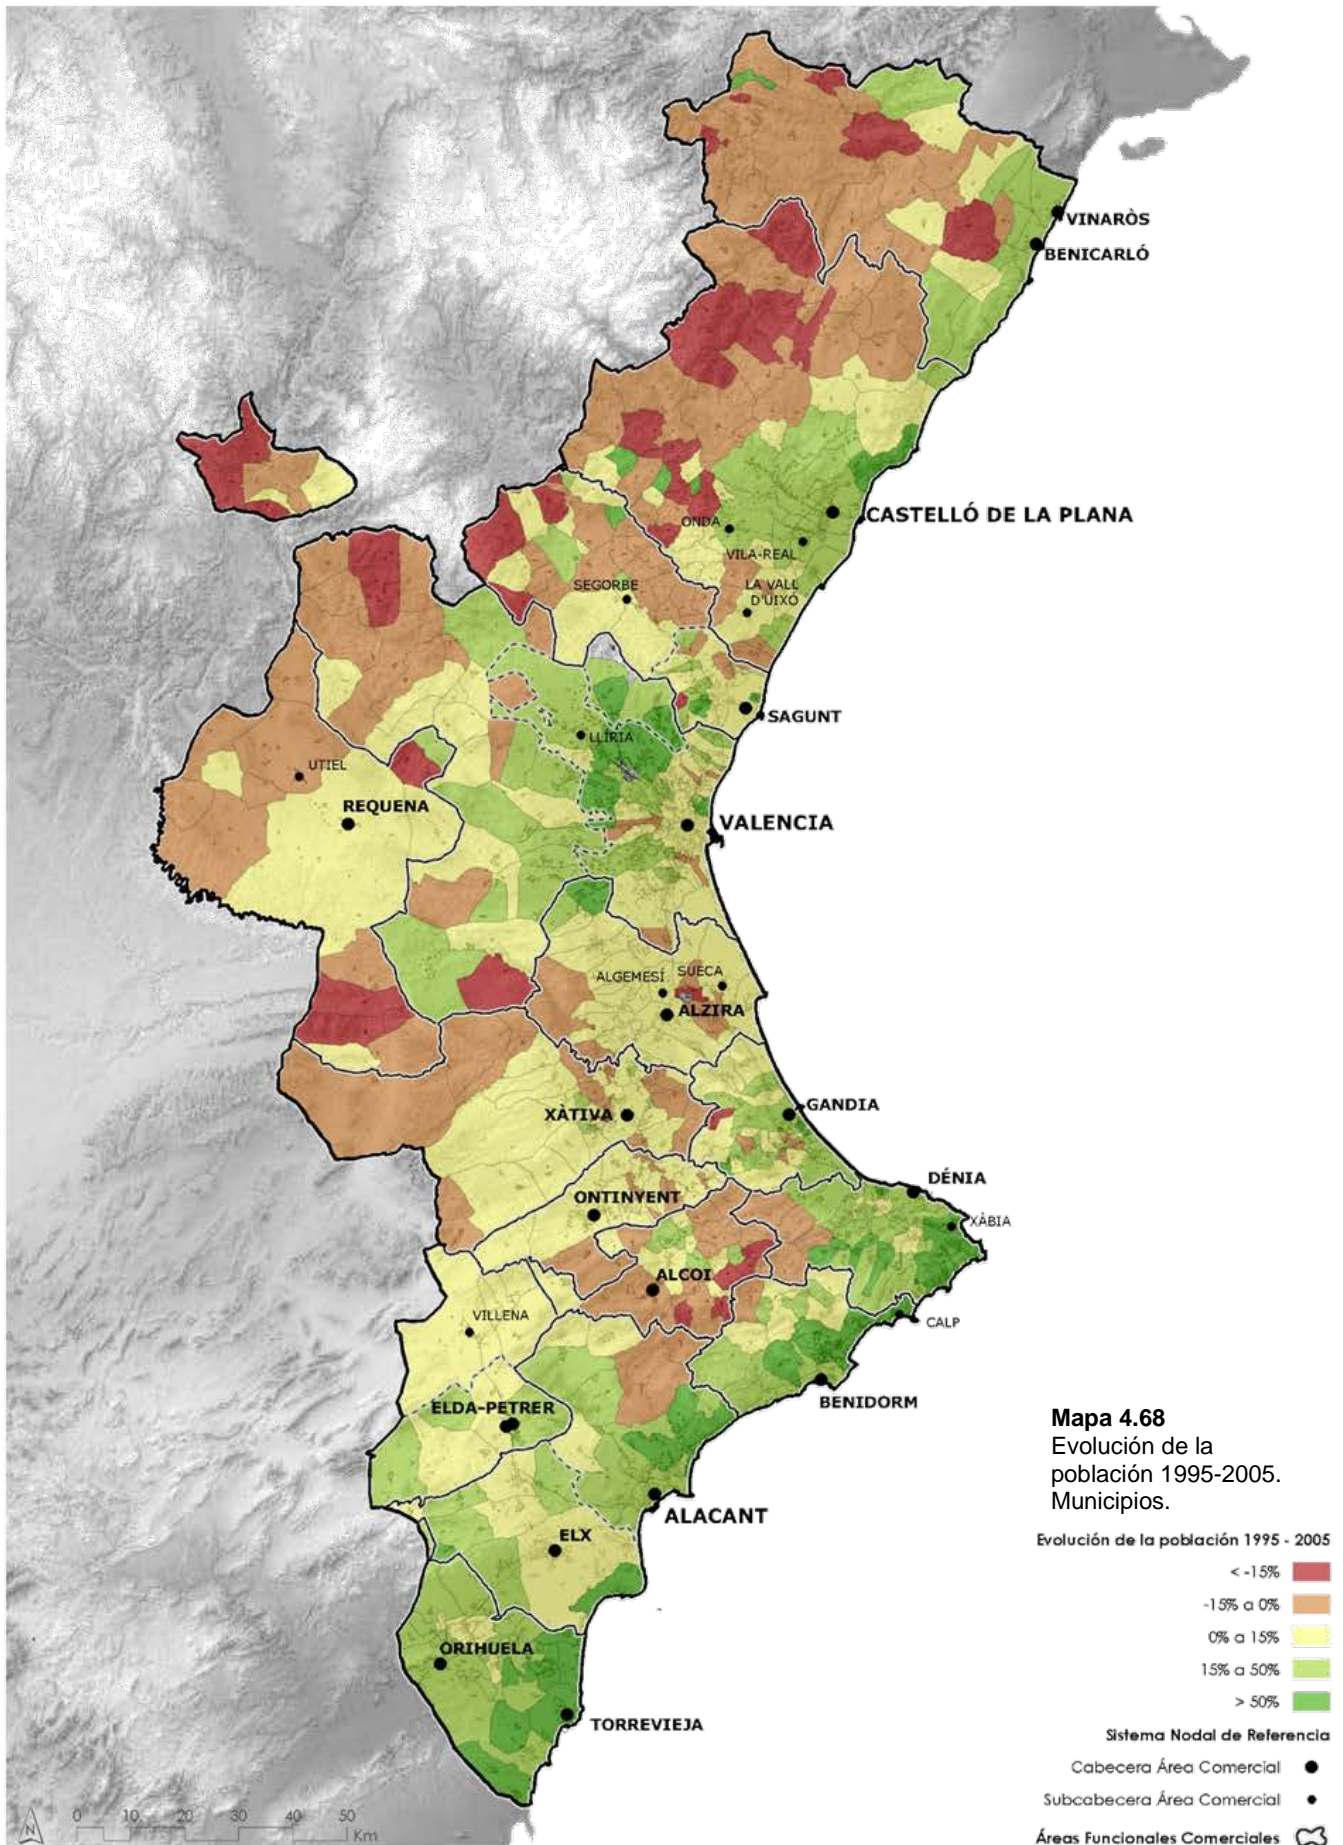 VINARÒS
BENICARLÓ
CASTELLÓ DE LA PLANA
ONDA
VILA-REAL
SEGORBE
LA VALL
D'UIXÓ
SAGUNT
LLÍRIA
UTIEL
REQUENA
VALENCIA
ALGEMESÍ
SUECA
ALZIRA
XÀTIVA
GANDIA
DÉNIA
ONTINYENT
XÀBIA
ALCOI
VILLENA
CALP
BENIDORM
ELDA-PETRER
ALACANT
ELX
ORIHUELA
TORREVIEJA
Mapa 4.68
Evolución de la
población 1995-2005.
Municipios.
Evolución de la población 1995 - 2005
< -15%
-15% a 0%
0% a 15%
15% a 50%
> 50%
Sistema Nodal de Referencia
Cabecera Área Comercial
Subcabecera Área Comercial
Áreas Funcionales Comerciales
N
0 10 20 30 40 50
Km